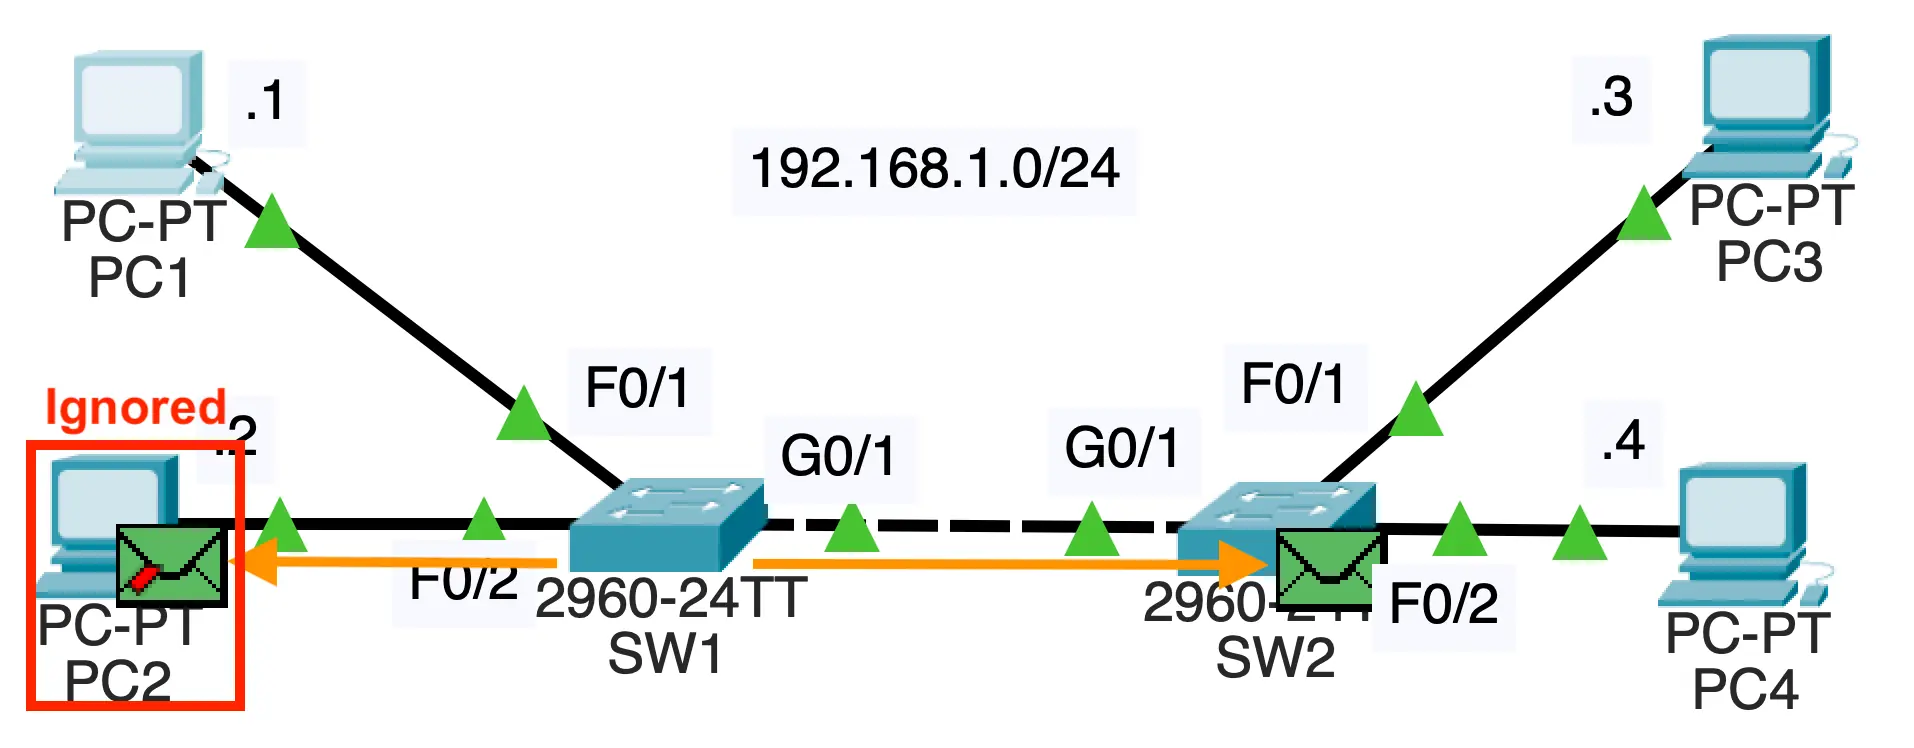 .1
.3
192.168.1.0/24
PC-PT
PC1
PC-PT
PC3
F0/1
F0/1
Ignored
.2
G0/1
G0/1
.4
F0/2
2960-24TT
SW1
2960-
SW2
F0/2
PC-PT
PC2
PC-PT
PC4